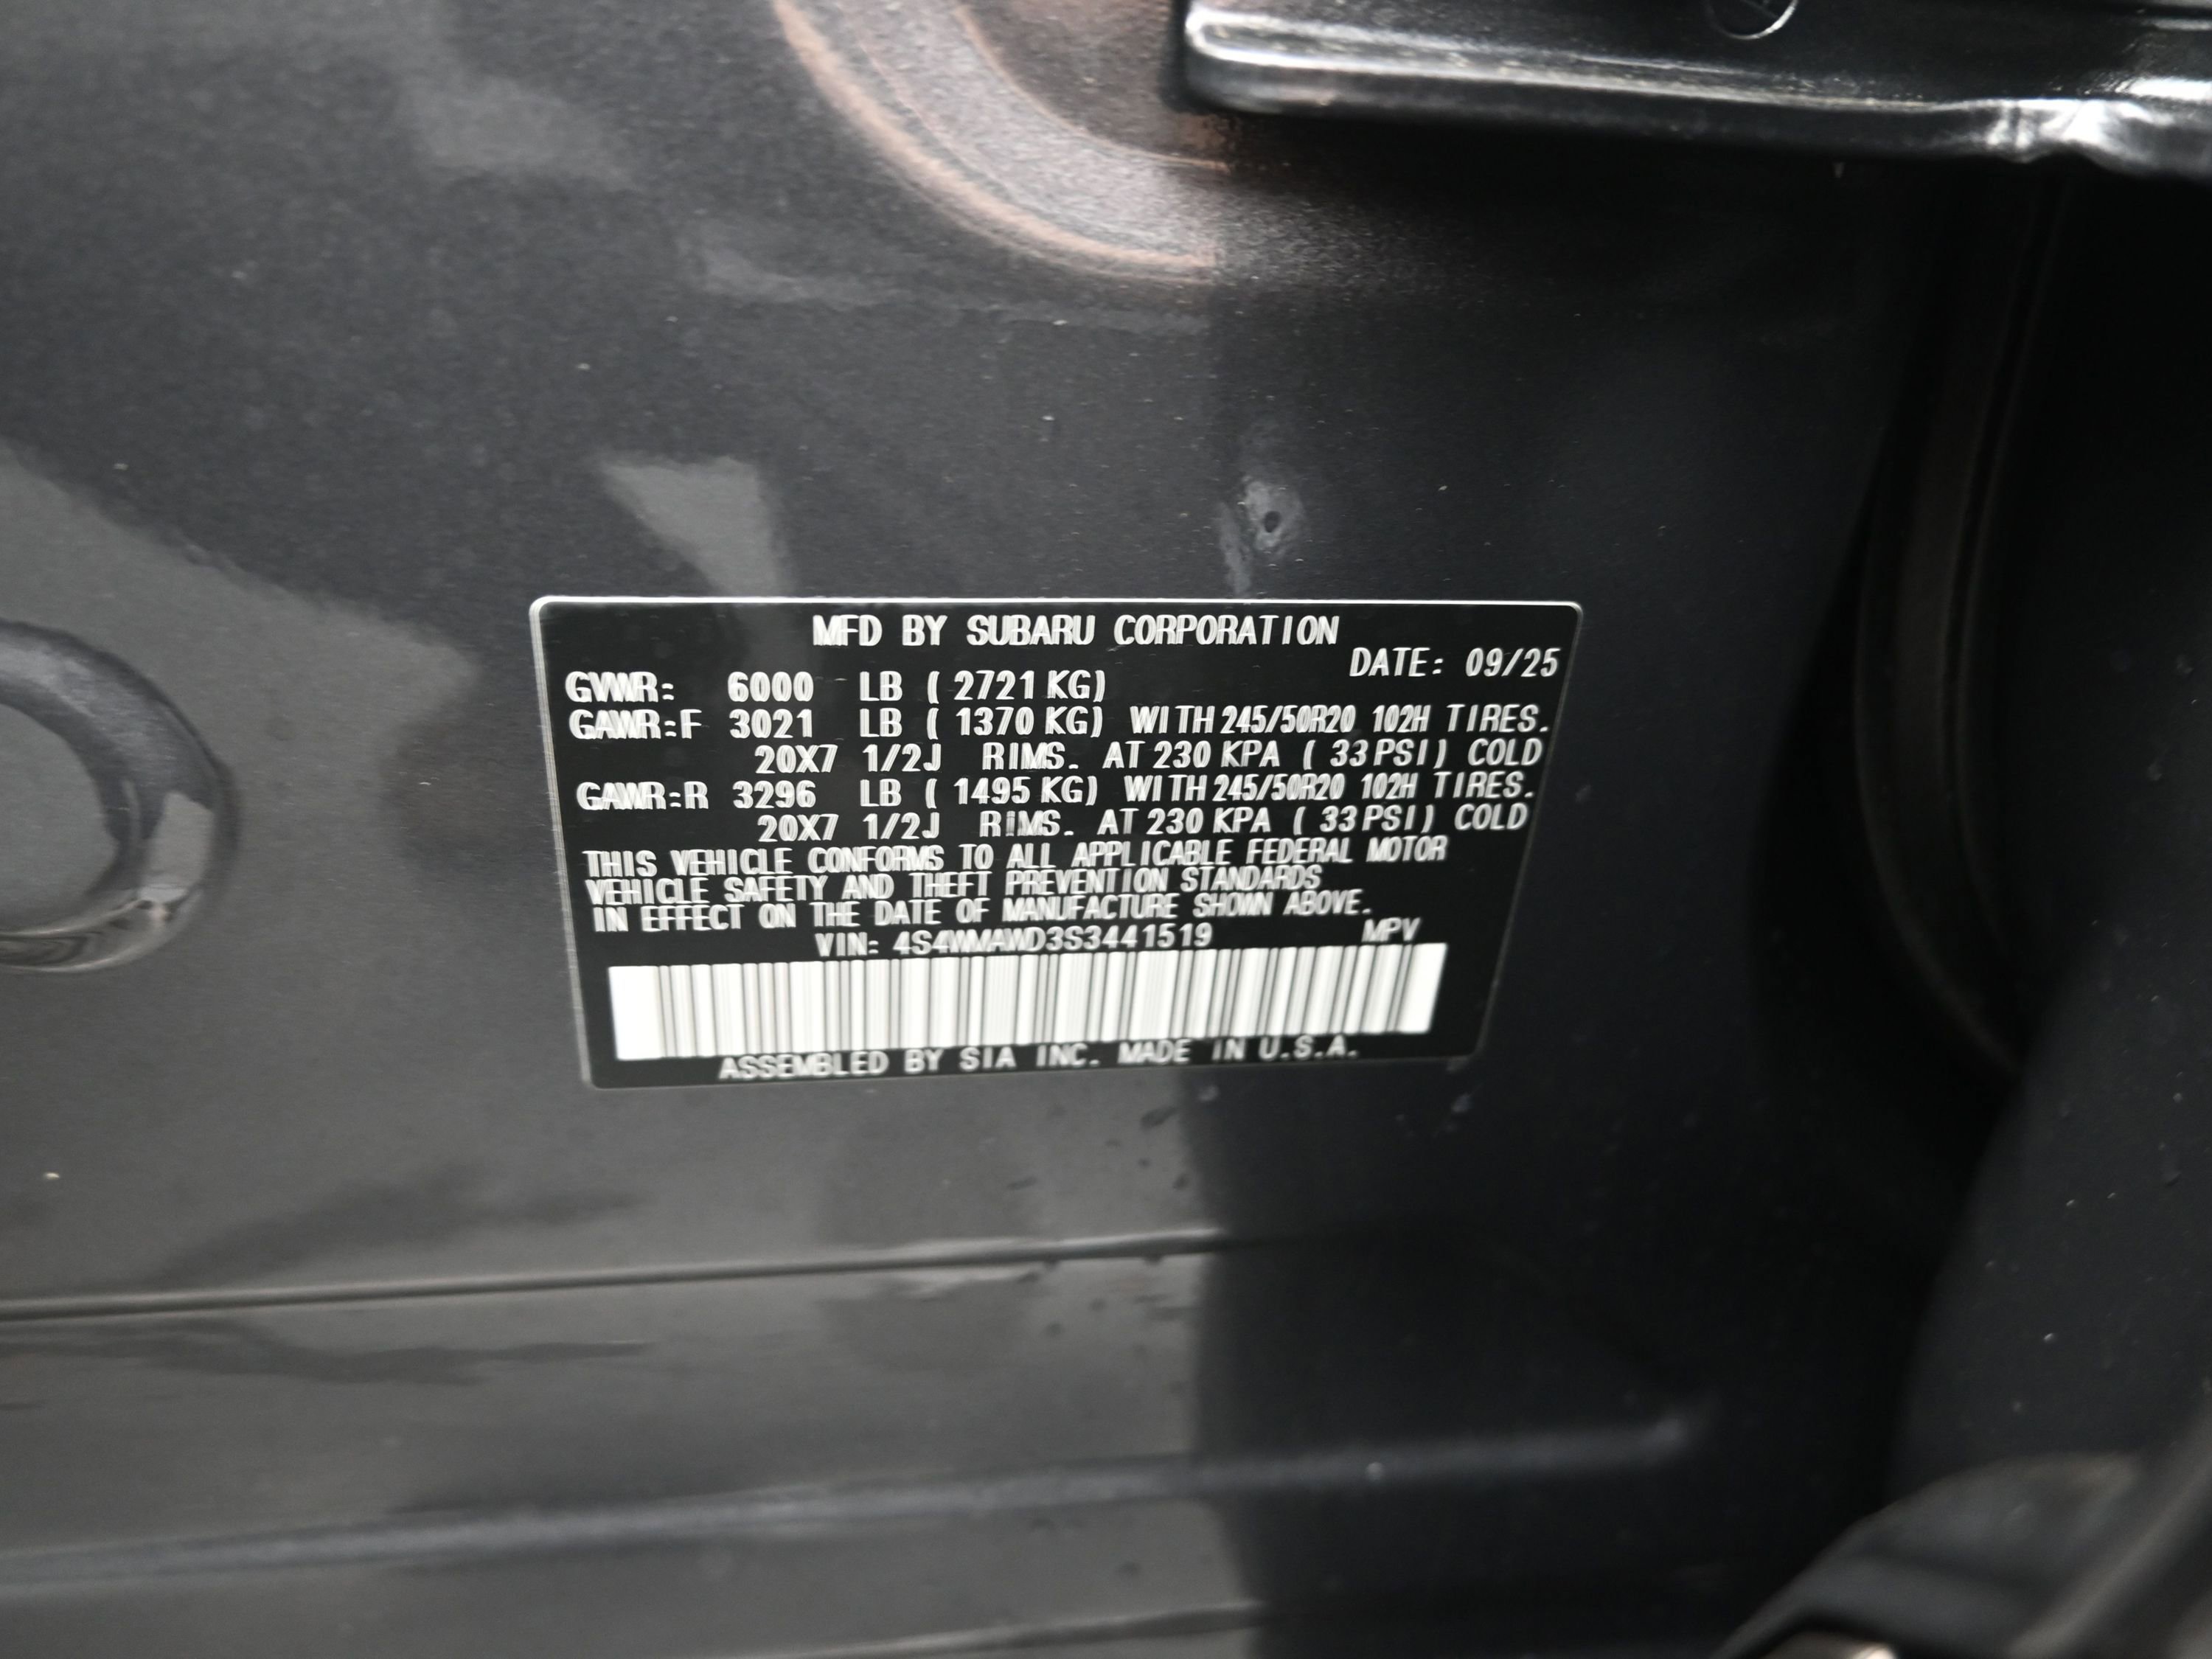 MFD BY SUBARU CORPORATION
DATE: 09/25
GVWR: 6000 LB ( 2721 KG)
GAWR:F 3021 LB ( 1370 KG) WITH 245/50R20 102H TIRES.
20X7 1/2J RIMS. AT 230 KPA ( 33 PSI) COLD
GAWR:R 3296 LB ( 1495 KG) WITH 245/50R20 102H TIRES.
20X7 1/2J RIMS. AT 230 KPA ( 33 PSI) COLD
THIS VEHICLE CONFORMS TO ALL APPLICABLE FEDERAL MOTOR
VEHICLE SAFETY AND THEFT PREVENTION STANDARDS
IN EFFECT ON THE DATE OF MANUFACTURE SHOWN ABOVE.
VIN: 4S4WMAWD3S3441519 MPV
ASSEMBLED BY SIA INC. MADE IN U.S.A.